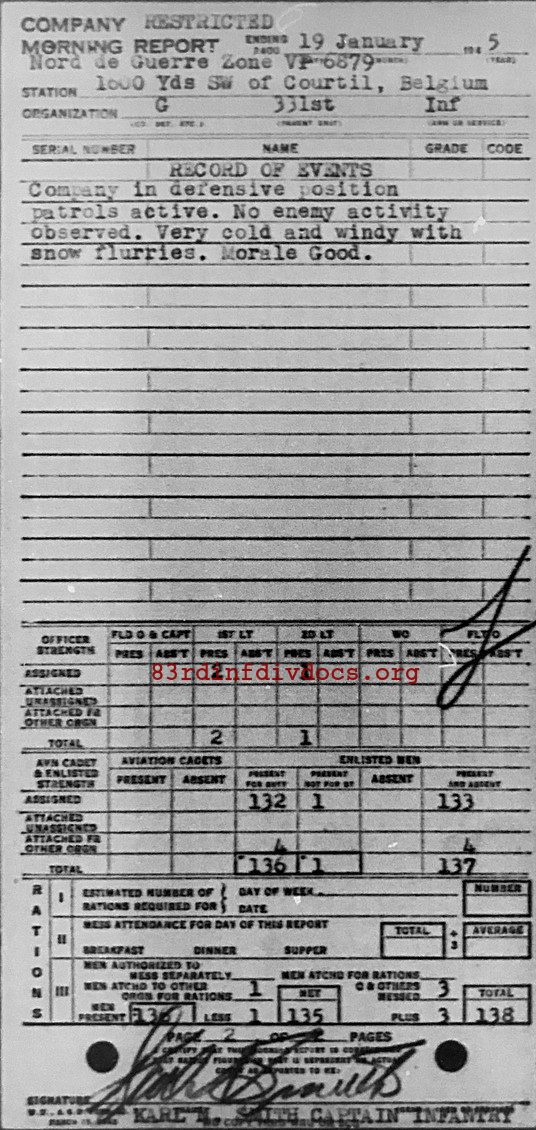 COMPANY RESTRICTED
MORNING REPORT ENDING 2400 19 January 194 5
Nord de Guerre Zone VP 6879
STATION 1000 Yds SW of Courtil, Belgium
ORGANIZATION G 331st Inf
SERIAL NUMBER NAME GRADE CODE
RECORD OF EVENTS
Company in defensive position
patrols active. No enemy activity
observed. Very cold and windy with
snow flurries. Morale Good.
OFFICER STRENGTH FLD O & CAPT 1ST LT 2D LT WO FLT O
PRES ABS'T PRES ABS'T PRES ABS'T PRES ABS'T PRES ABS'T
ASSIGNED 2 1
83rdinfdivdocs.org
ATTACHED UNASSIGNED
ATTACHED FR OTHER ORGN
TOTAL 2 1
AVN CADET & ENLISTED STRENGTH AVIATION CADETS ENLISTED MEN
PRESENT ABSENT PRESENT FOR DUTY PRESENT NOT FOR DY ABSENT PRESENT AND ABSENT
ASSIGNED 132 1 133
ATTACHED UNASSIGNED
ATTACHED FR OTHER ORGN 4 4
TOTAL 136 1 137
RATIONS
I ESTIMATED NUMBER OF RATIONS REQUIRED FOR { DAY OF WEEK DATE NUMBER
II MESS ATTENDANCE FOR DAY OF THIS REPORT TOTAL ÷ 3 AVERAGE
BREAKFAST DINNER SUPPER
III MEN AUTHORIZED TO MESS SEPARATELY MEN ATCHD FOR RATIONS
MEN ATCHD TO OTHER ORGN FOR RATIONS 1 NET O & OTHERS MESSED 3 TOTAL
MEN PRESENT 136 LESS 1 135 PLUS 3 138
PAGE 2 OF 2 PAGES
SIGNATURE
KARL M. SMITH CAPTAIN INFANTRY